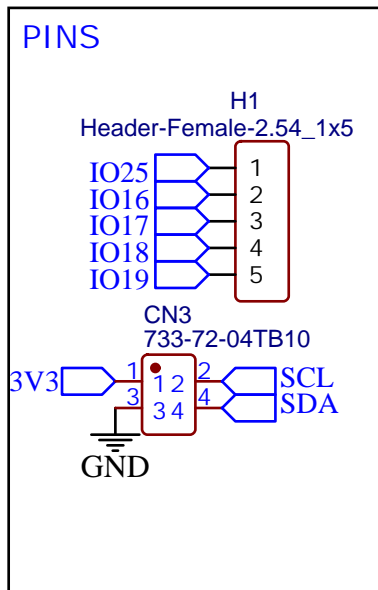 PINS
H1
Header-Female-2.54_1x5
IO25 1
IO16 2
IO17 3
IO18 4
IO19 5
CN3
733-72-04TB10
3V3 1 1 2 2 SCL
3 3 4 4 SDA
GND